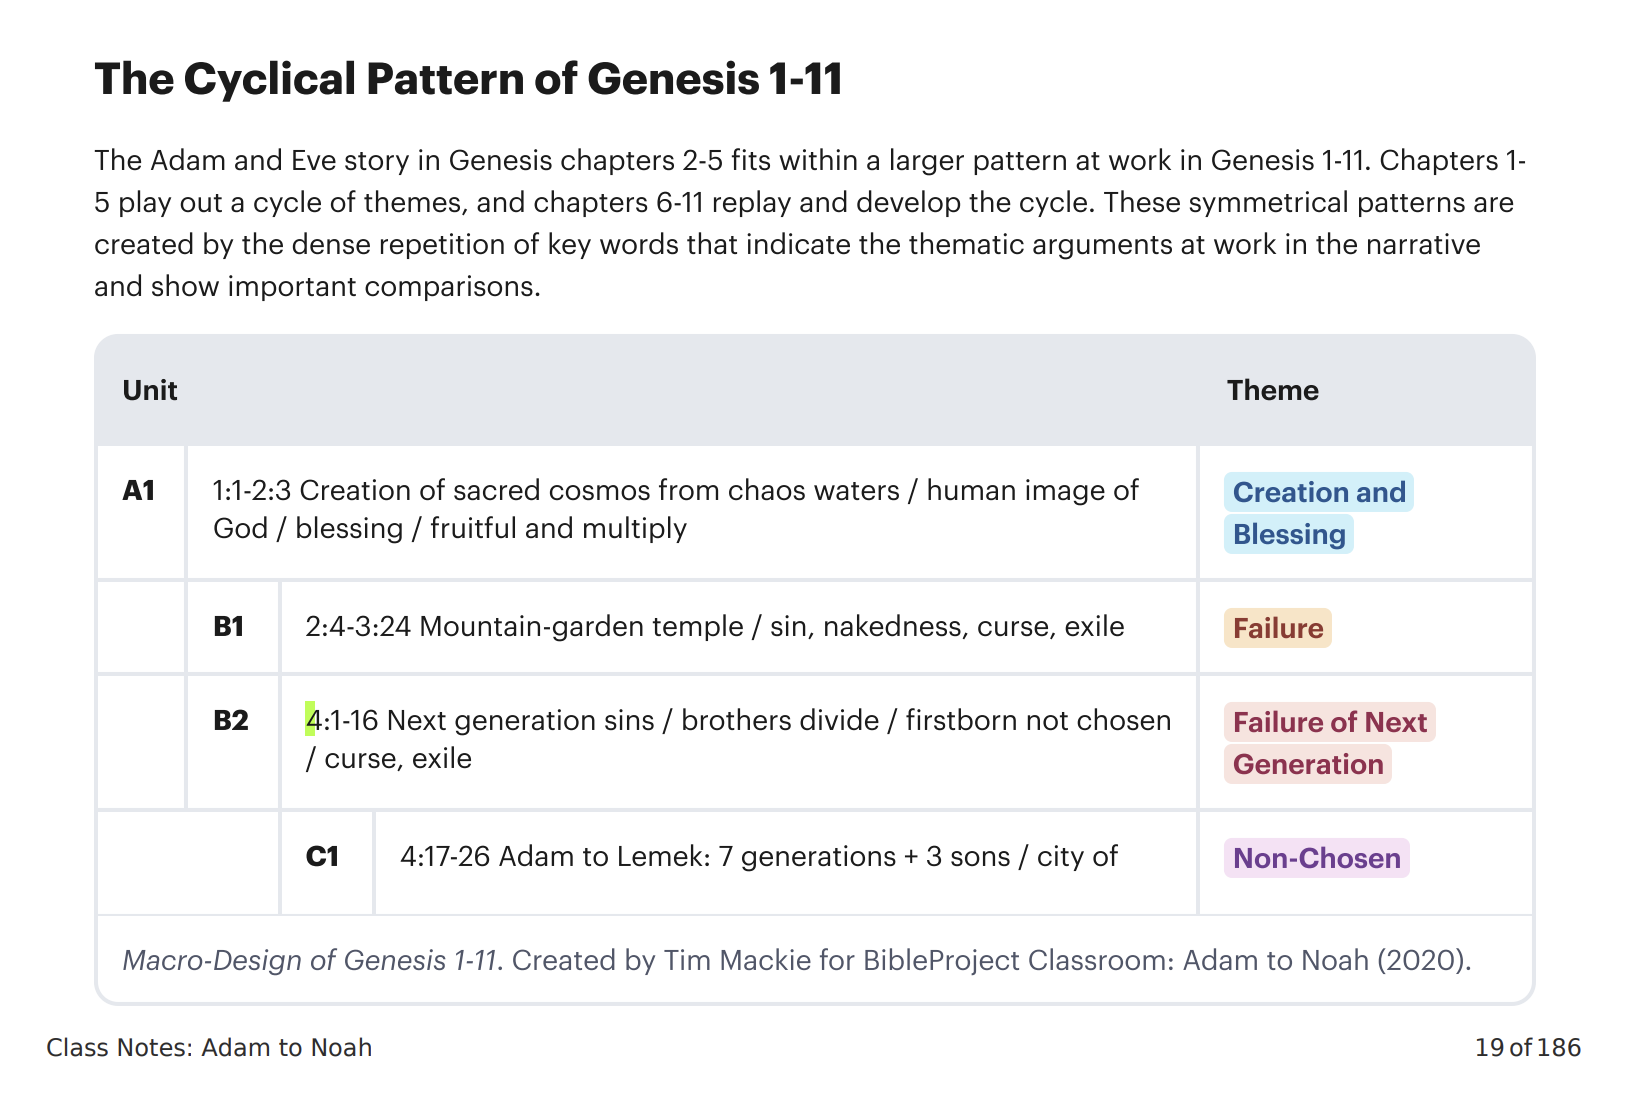 The Cyclical Pattern of Genesis 1-11
The Adam and Eve story in Genesis chapters 2-5 fits within a larger pattern at work in Genesis 1-11. Chapters 1-
5 play out a cycle of themes, and chapters 6-11 replay and develop the cycle. These symmetrical patterns are
created by the dense repetition of key words that indicate the thematic arguments at work in the narrative
and show important comparisons.
Unit Theme
A1 1:1-2:3 Creation of sacred cosmos from chaos waters / human image of
God / blessing / fruitful and multiply
Creation and
Blessing
B1 2:4-3:24 Mountain-garden temple / sin, nakedness, curse, exile
Failure
B2 4:1-16 Next generation sins / brothers divide / firstborn not chosen
/ curse, exile
Failure of Next
Generation
C1 4:17-26 Adam to Lemek: 7 generations + 3 sons / city of
Non-Chosen
Macro-Design of Genesis 1-11. Created by Tim Mackie for BibleProject Classroom: Adam to Noah (2020).
Class Notes: Adam to Noah 19 of 186